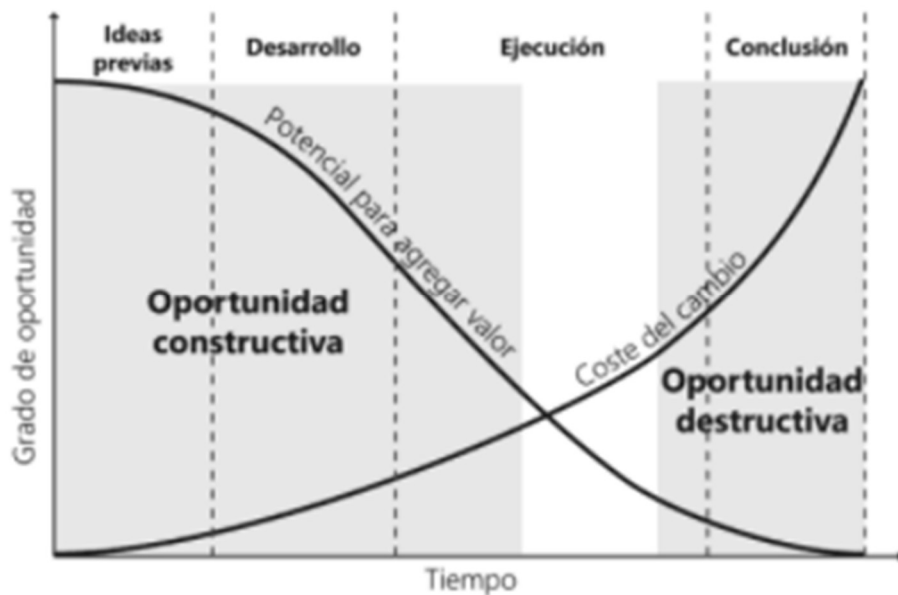 Ideas
previas
Desarrollo
Ejecución
Conclusión
Potencial para agregar valor
Oportunidad
constructiva
Coste del cambio
Oportunidad
destructiva
Grado de oportunidad
Tiempo